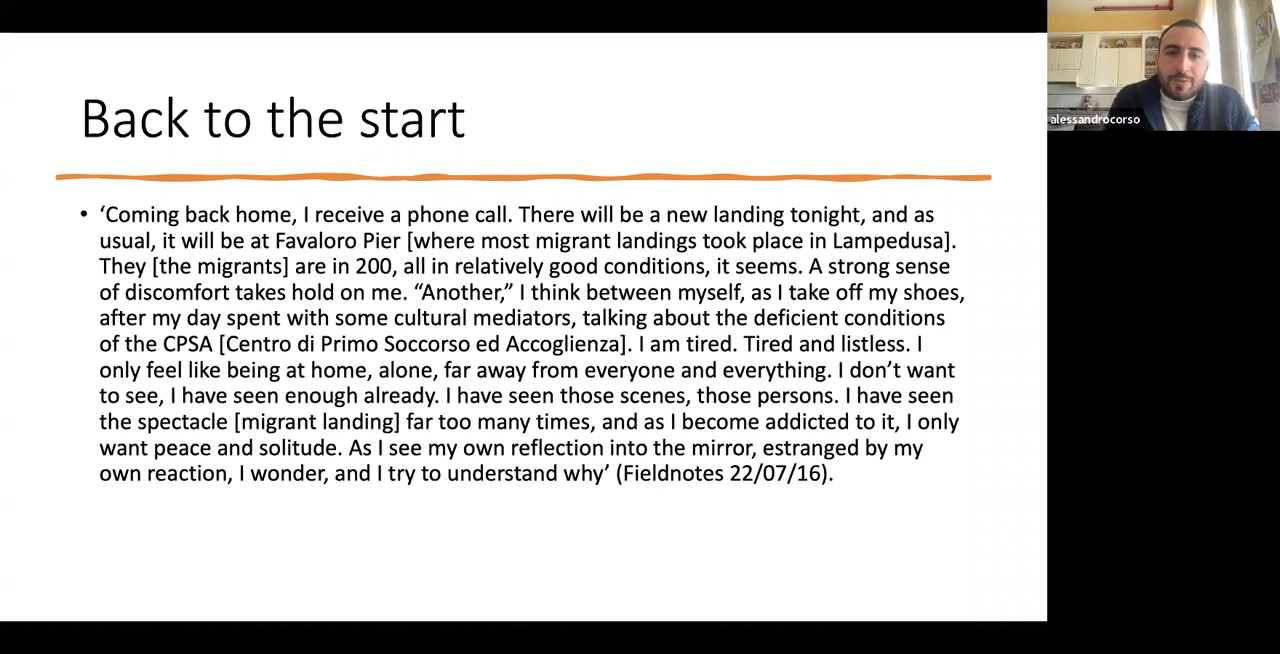 Back to the start
• ‘Coming back home, I receive a phone call. There will be a new landing tonight, and as
usual, it will be at Favaloro Pier [where most migrant landings took place in Lampedusa].
They [the migrants] are in 200, all in relatively good conditions, it seems. A strong sense
of discomfort takes hold on me. “Another,” I think between myself, as I take off my shoes,
after my day spent with some cultural mediators, talking about the deficient conditions
of the CPSA [Centro di Primo Soccorso ed Accoglienza]. I am tired. Tired and listless. I
only feel like being at home, alone, far away from everyone and everything. I don’t want
to see, I have seen enough already. I have seen those scenes, those persons. I have seen
the spectacle [migrant landing] far too many times, and as I become addicted to it, I only
want peace and solitude. As I see my own reflection into the mirror, estranged by my
own reaction, I wonder, and I try to understand why’ (Fieldnotes 22/07/16).
alessandrocorso